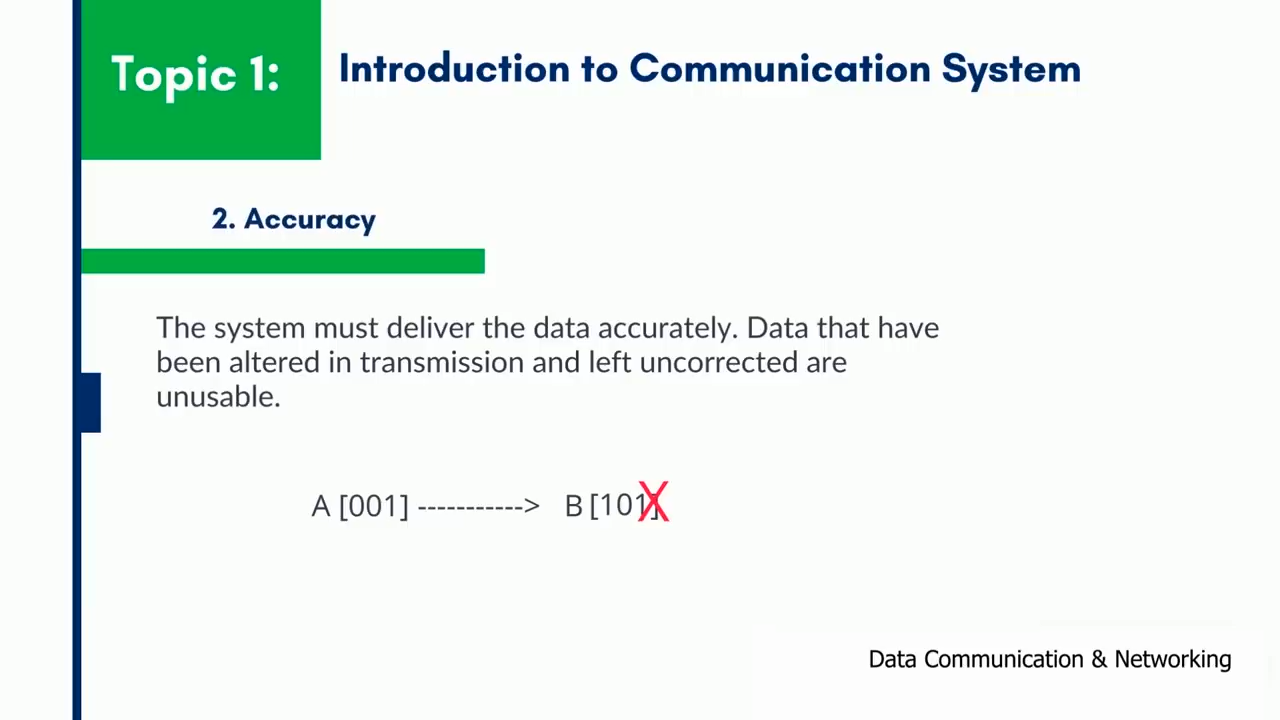 Topic 1:
Introduction to Communication System
2. Accuracy
The system must deliver the data accurately. Data that have
been altered in transmission and left uncorrected are
unusable.
A [001] -----------> B [101] X
Data Communication & Networking